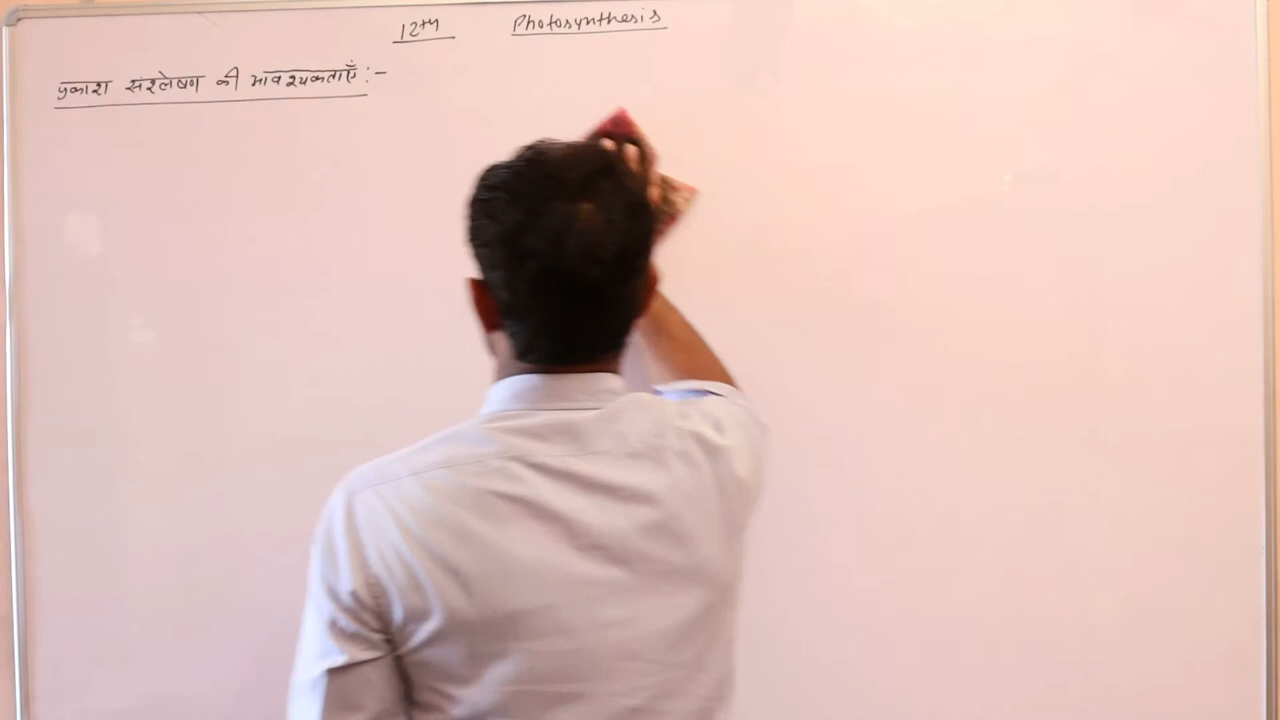 12th Photosynthesis
प्रकाश संश्लेषण की आवश्यकताएँ :-